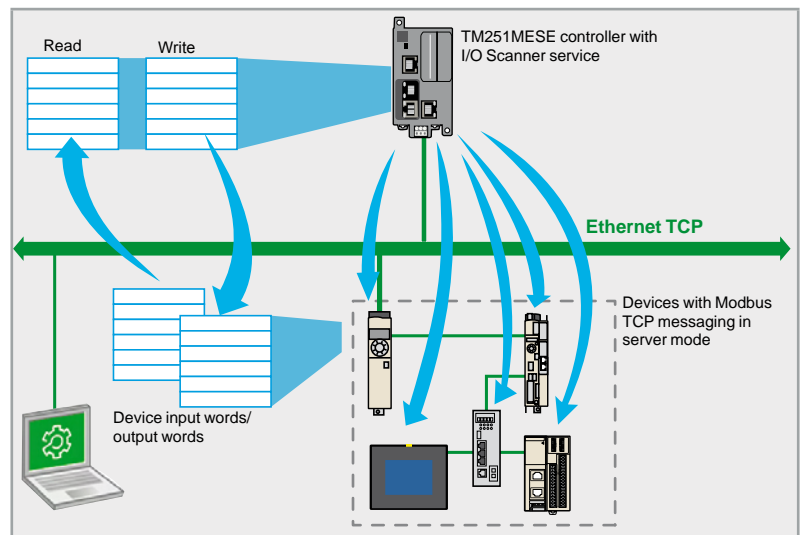 Read
Write
TM251MESE controller with
I/O Scanner service
Ethernet TCP
Devices with Modbus
TCP messaging in
server mode
Device input words/
output words